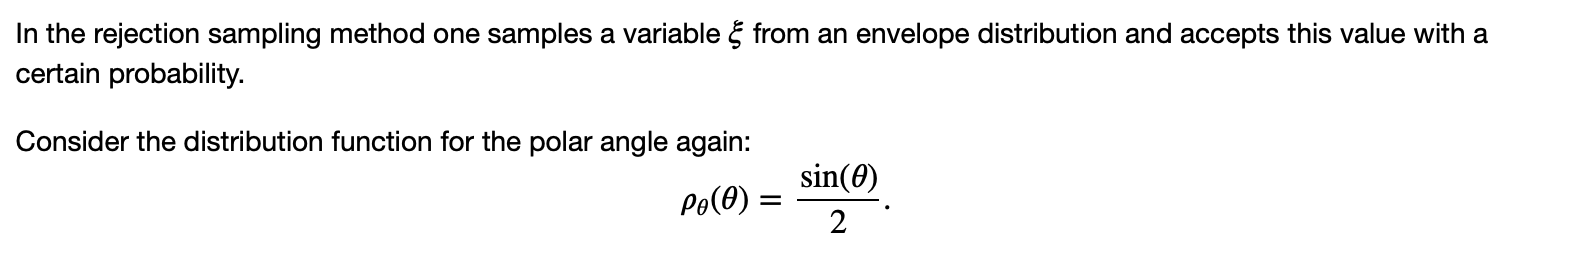 In the rejection sampling method one samples a variable ξ from an envelope distribution and accepts this value with a
certain probability.
Consider the distribution function for the polar angle again:
ρθ(θ) = sin(θ)/2.